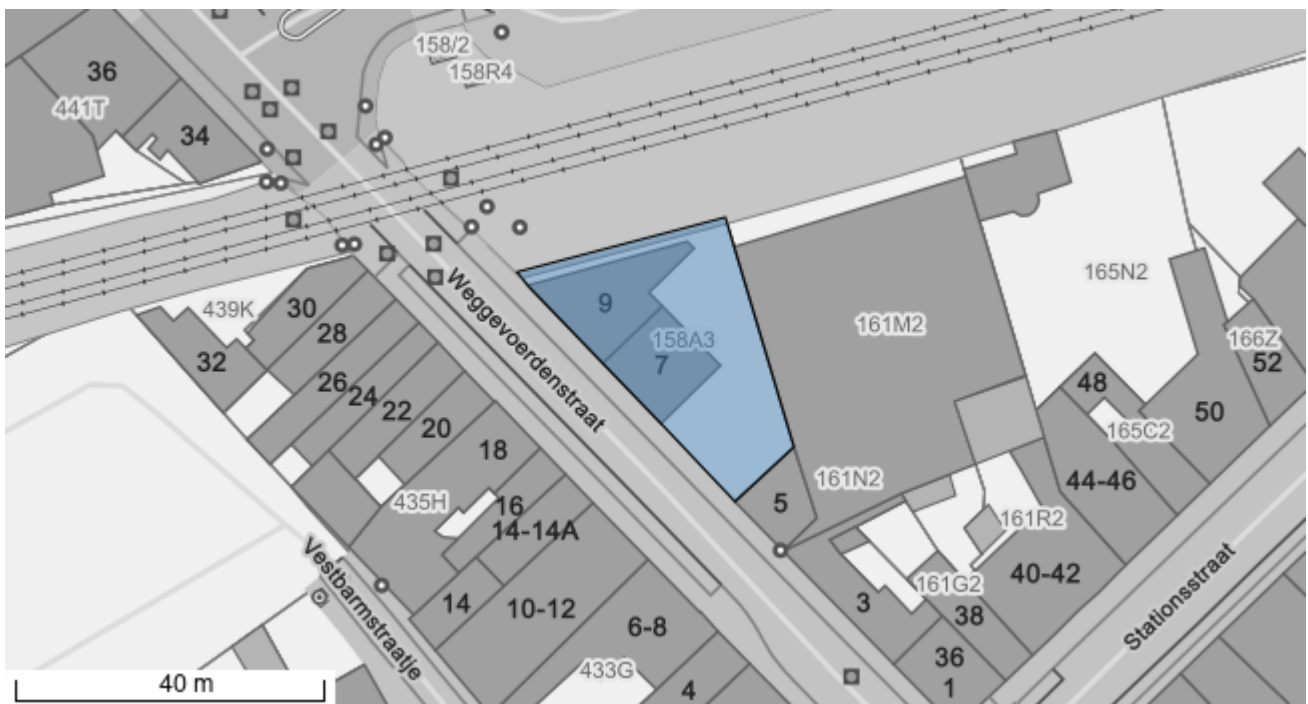 158/2
158R4
36
441T
34
9
158A3
7
161M2
165N2
166Z
52
439K
30
28
32
26
24
22
20
18
16
14-14A
435H
14
10-12
6-8
433G
4
Weggevoerdenstraat
Vestbarmstraatje
5
161N2
48
165C2
50
44-46
161R2
40-42
161G2
3
38
36
1
Stationsstraat
40 m